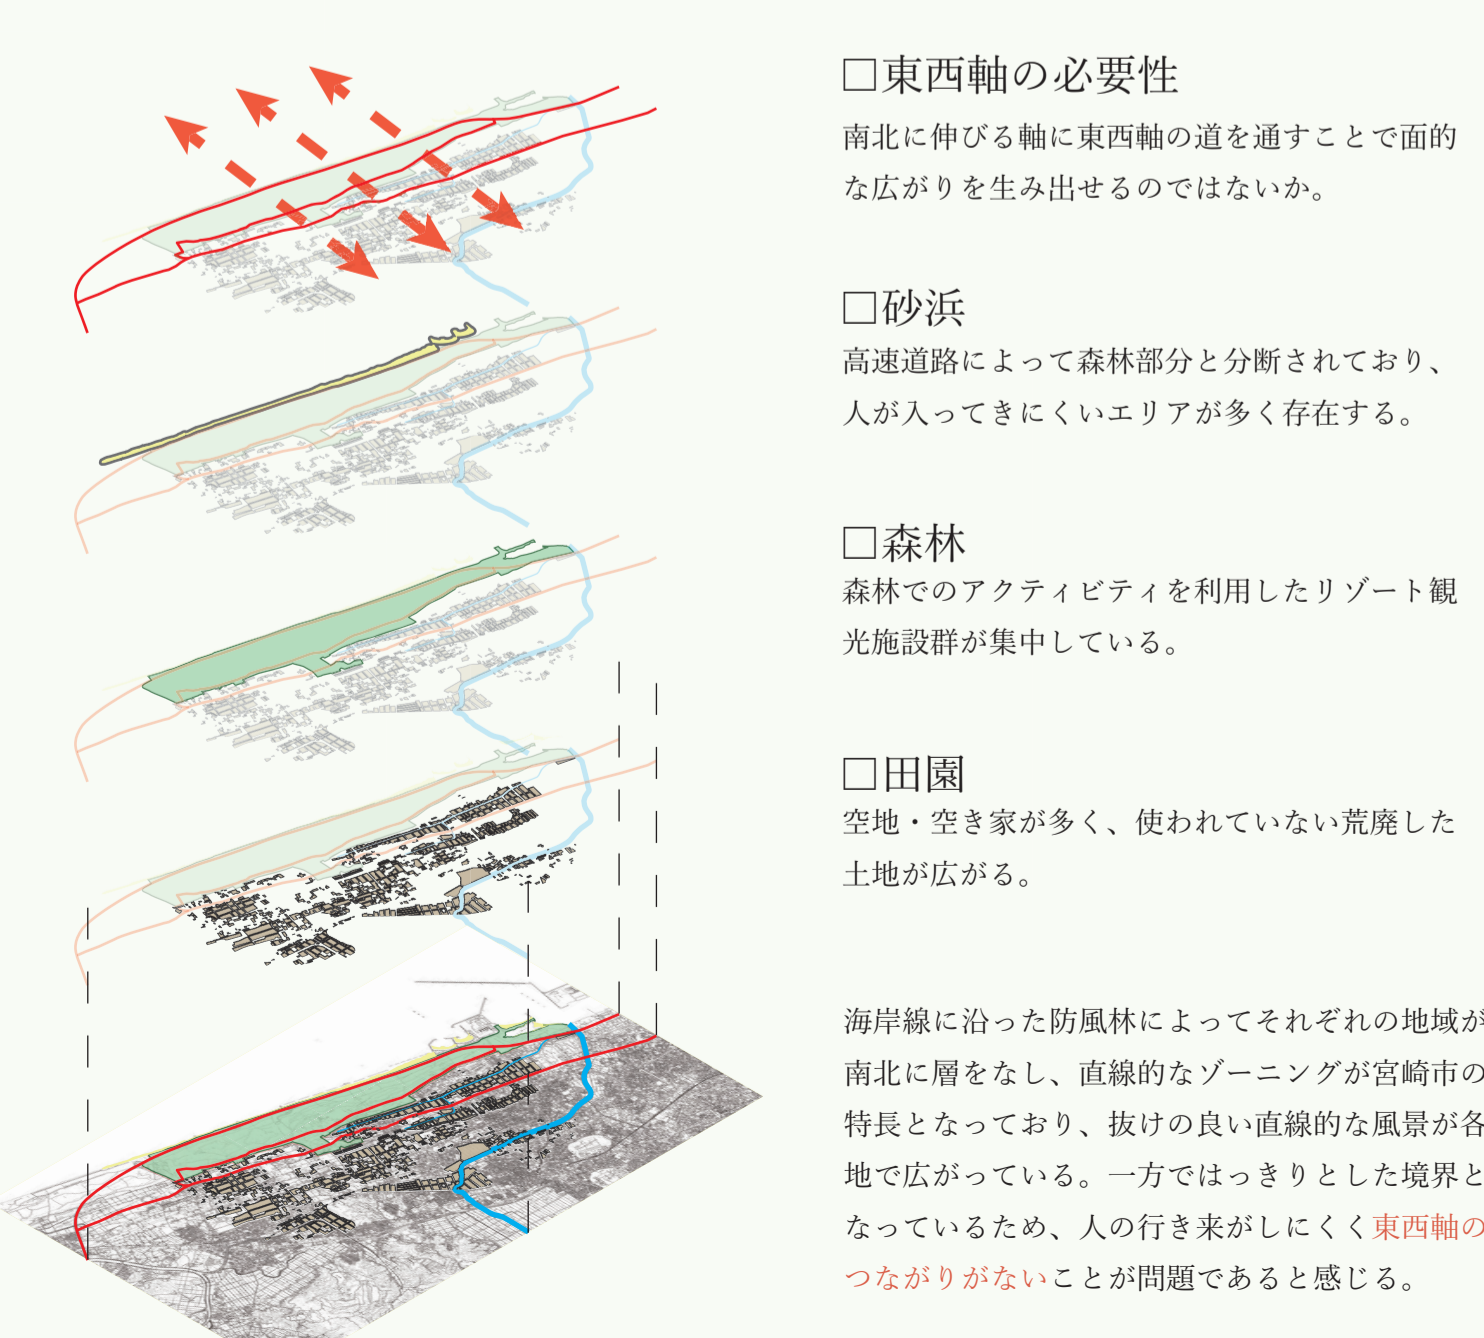 □東西軸の必要性
南北に伸びる軸に東西軸の道を通すことで面的
な広がりを生み出せるのではないか。
□砂浜
高速道路によって森林部分と分断されており、
人が入ってきにくいエリアが多く存在する。
□森林
森林でのアクティビティを利用したリゾート観
光施設群が集中している。
□田園
空地・空き家が多く、使われていない荒廃した
土地が広がる。
海岸線に沿った防風林によってそれぞれの地域が
南北に層をなし、直線的なゾーニングが宮崎市の
特長となっており、抜けの良い直線的な風景が各
地で広がっている。一方ではっきりとした境界と
なっているため、人の行き来がしにくく東西軸の
つながりがないことが問題であると感じる。